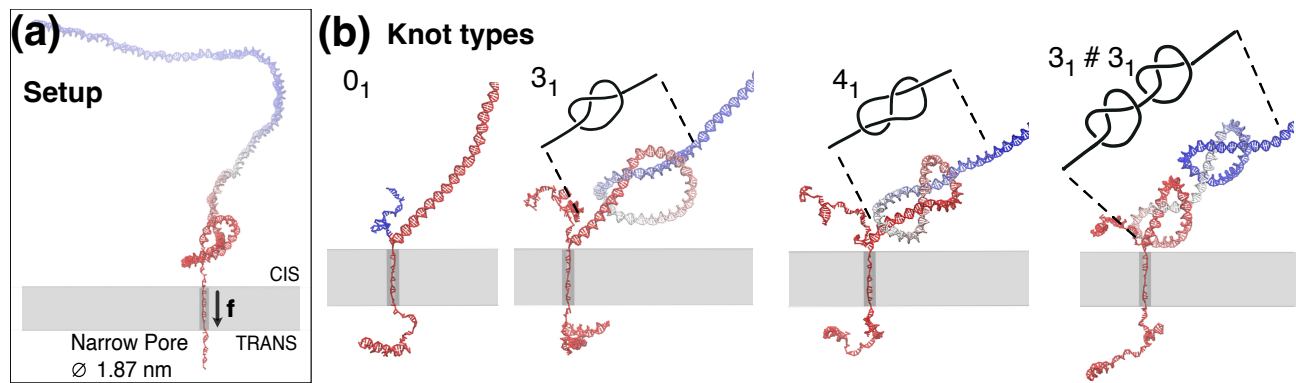 (a)
Setup
CIS
f
TRANS
Narrow Pore
∅ 1.87 nm
(b) Knot types
0₁
3₁
4₁
3₁ # 3₁